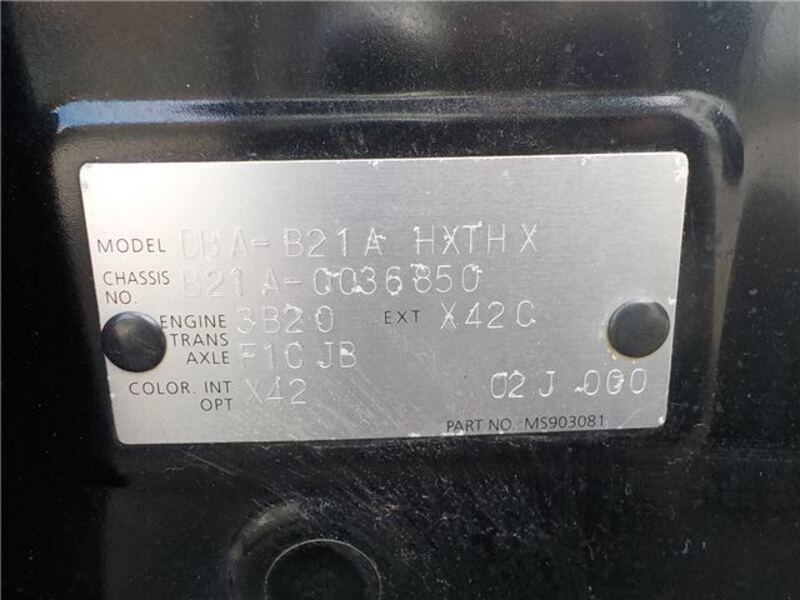 MODEL DBA-B21A HXTHX
CHASSIS NO. B21A-0036850
ENGINE 3B20 EXT X42C
TRANS AXLE F1CJB
COLOR. INT OPT X42 02J 000
PART NO. MS903081